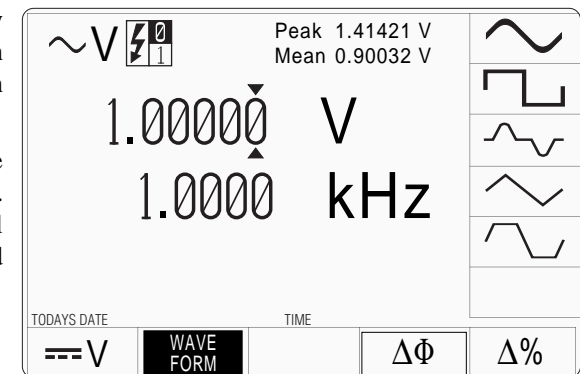 ∼V 0 1
Peak 1.41421 V
Mean 0.90032 V
1.00000 V
1.0000 kHz
TODAYS DATE TIME
V
WAVE
FORM
ΔΦ
Δ%